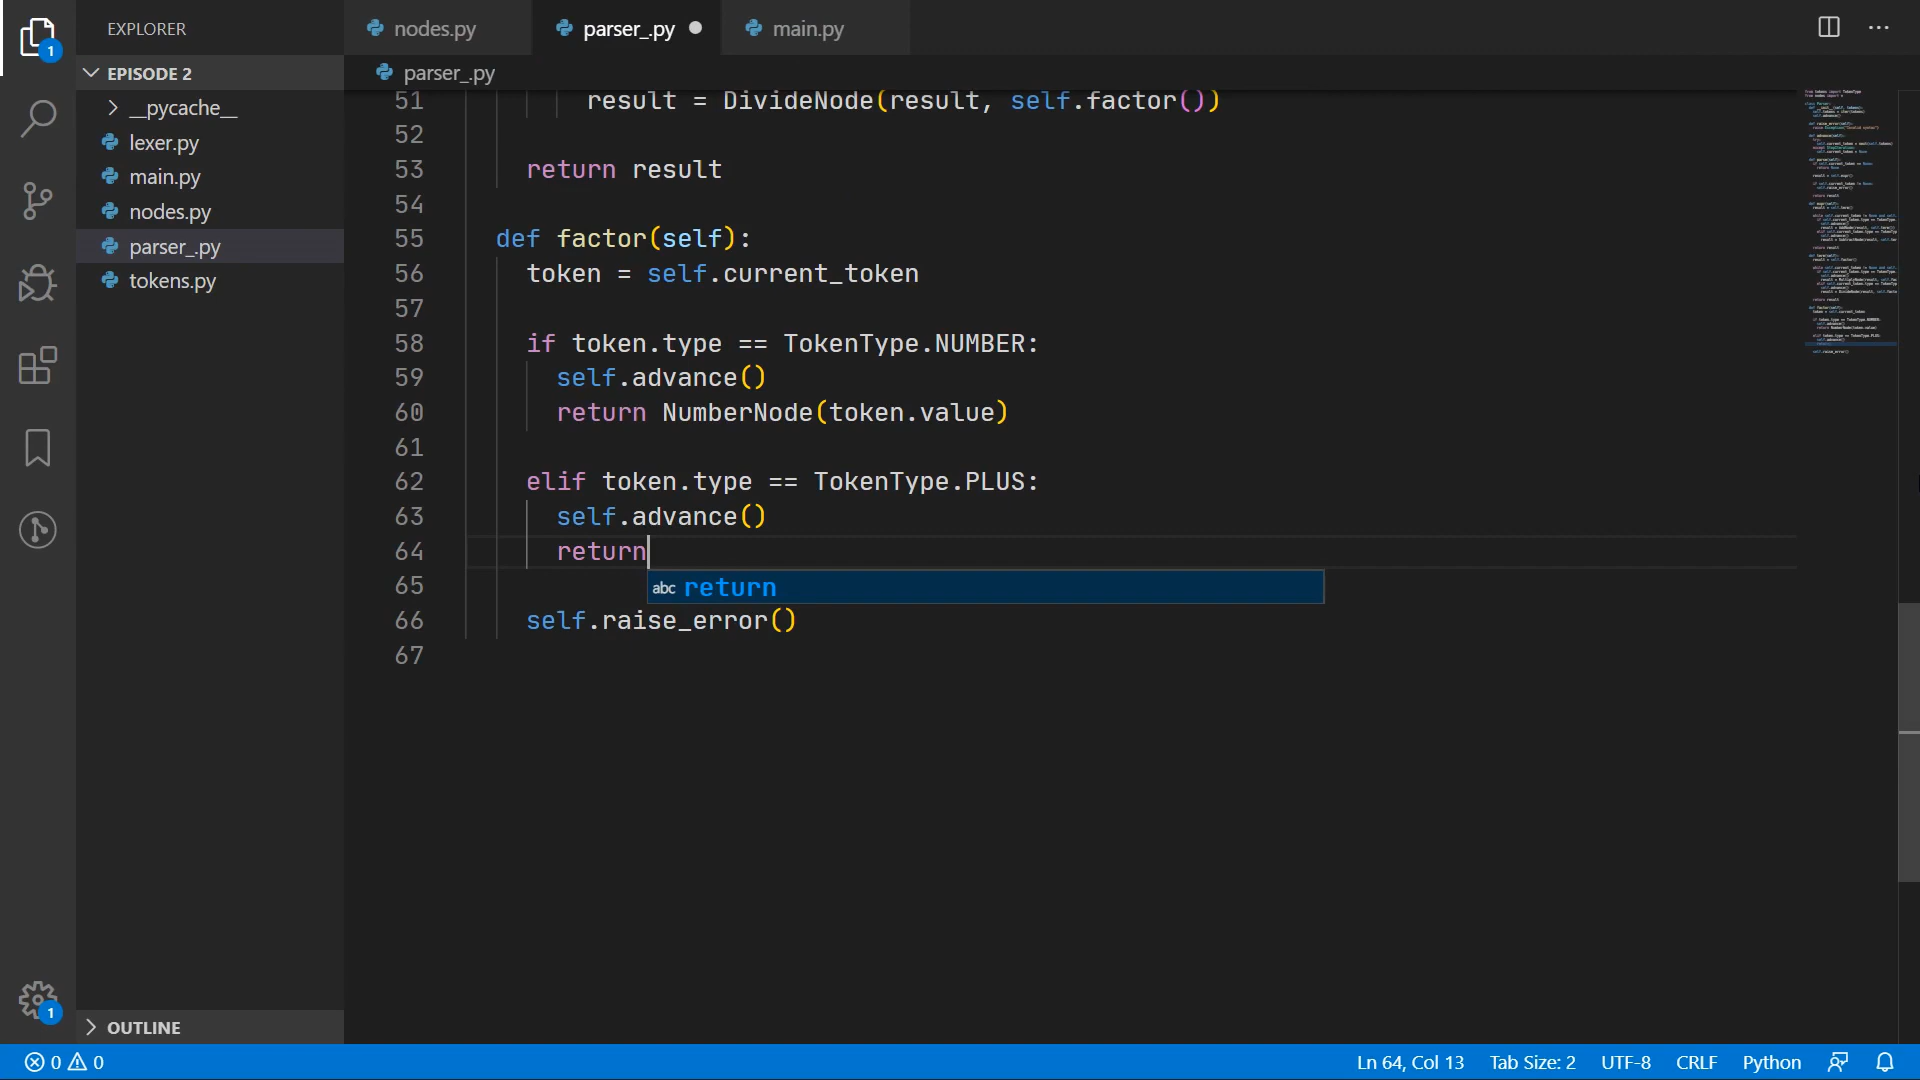 EXPLORER
nodes.py
parser_.py
main.py
1
EPISODE 2
parser_.py
__pycache__
lexer.py
main.py
nodes.py
parser_.py
tokens.py
51 result = DivideNode(result, self.factor())
52
53 return result
54
55 def factor(self):
56 token = self.current_token
57
58 if token.type == TokenType.NUMBER:
59 self.advance()
60 return NumberNode(token.value)
61
62 elif token.type == TokenType.PLUS:
63 self.advance()
64 return
65 abc return
66 self.raise_error()
67
1
OUTLINE
0 0
Ln 64, Col 13
Tab Size: 2
UTF-8
CRLF
Python